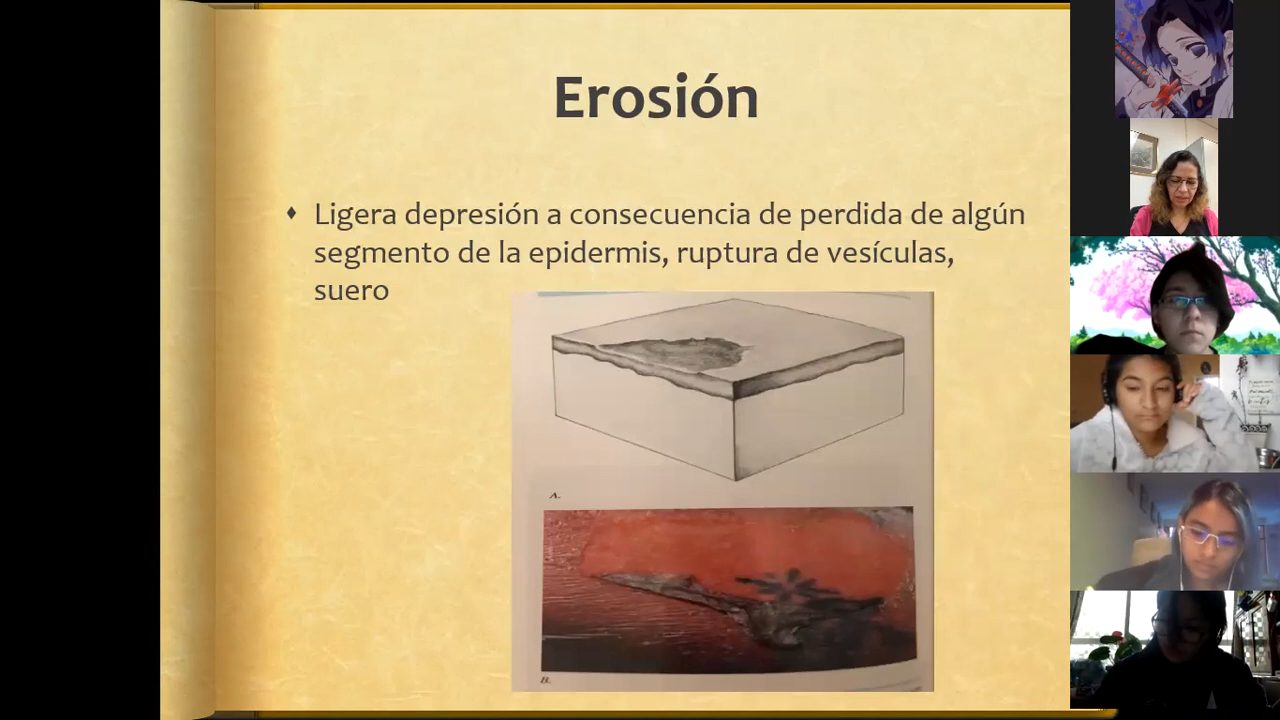 Erosión
Ligera depresión a consecuencia de perdida de algún
segmento de la epidermis, ruptura de vesículas,
suero
A.
B.